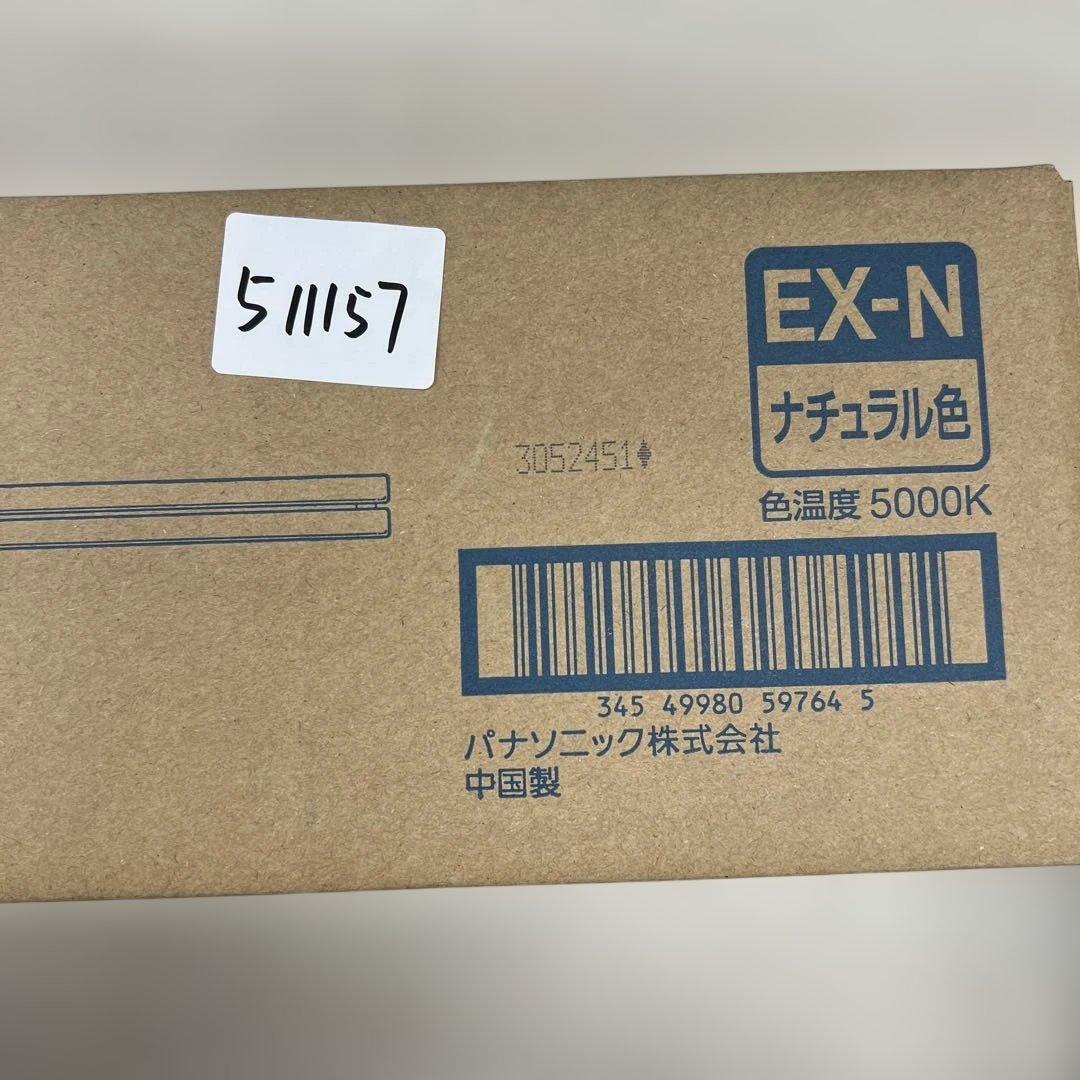 511157
EX-N
ナチュラル色
3052451
色温度 5000K
345 49980 59764 5
パナソニック株式会社
中国製